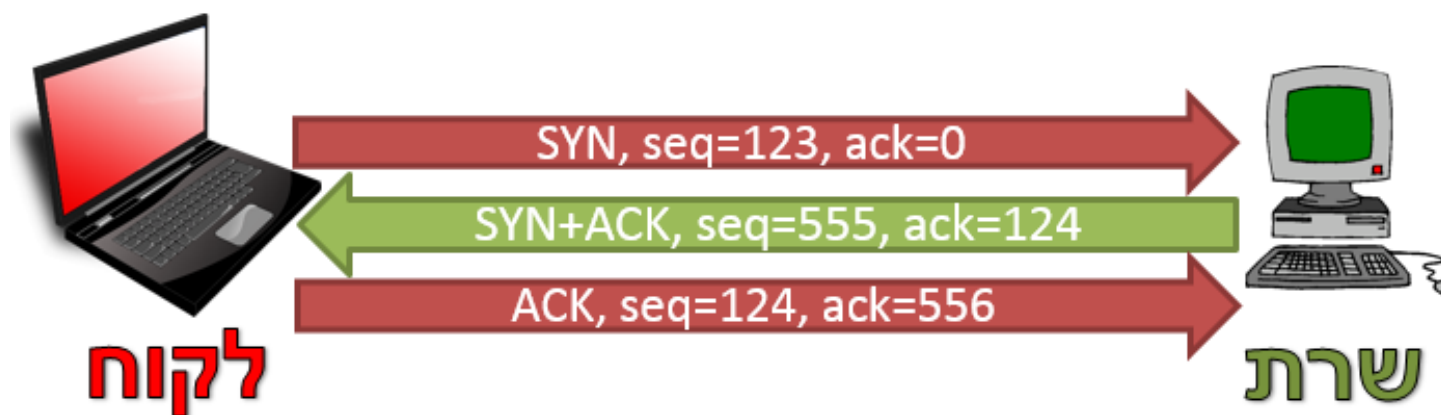 SYN, seq=123, ack=0
SYN+ACK, seq=555, ack=124
ACK, seq=124, ack=556
לקוח
שרת